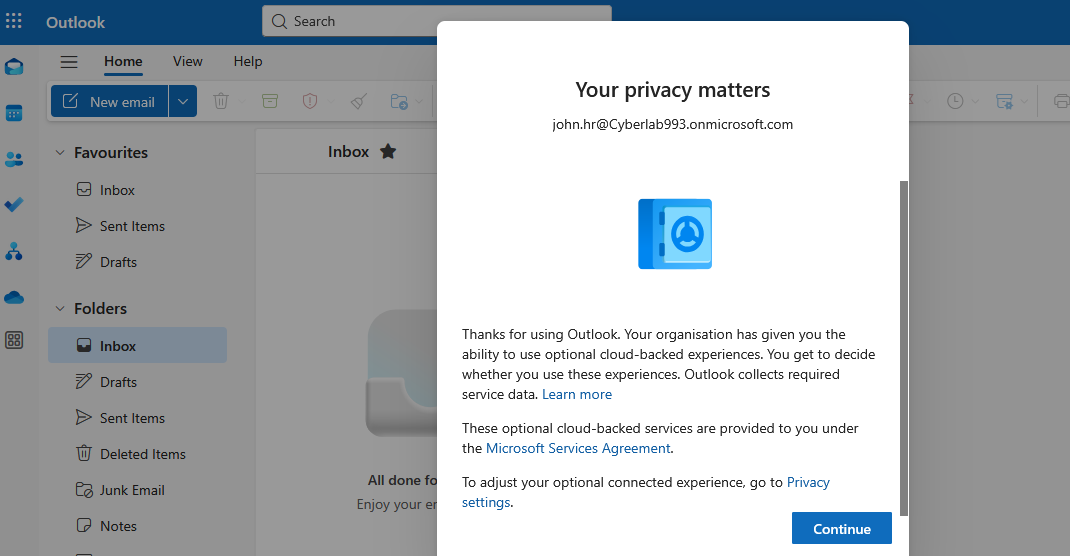 Outlook
Search
Home
View
Help
New email
Favourites
Inbox
Sent Items
Drafts
Folders
Inbox
Drafts
Sent Items
Deleted Items
Junk Email
Notes
Inbox
All done fo
Enjoy your e
Your privacy matters
john.hr@Cyberlab993.onmicrosoft.com
Thanks for using Outlook. Your organisation has given you the
ability to use optional cloud-backed experiences. You get to decide
whether you use these experiences. Outlook collects required
service data. Learn more
These optional cloud-backed services are provided to you under
the Microsoft Services Agreement.
To adjust your optional connected experience, go to Privacy
settings.
Continue